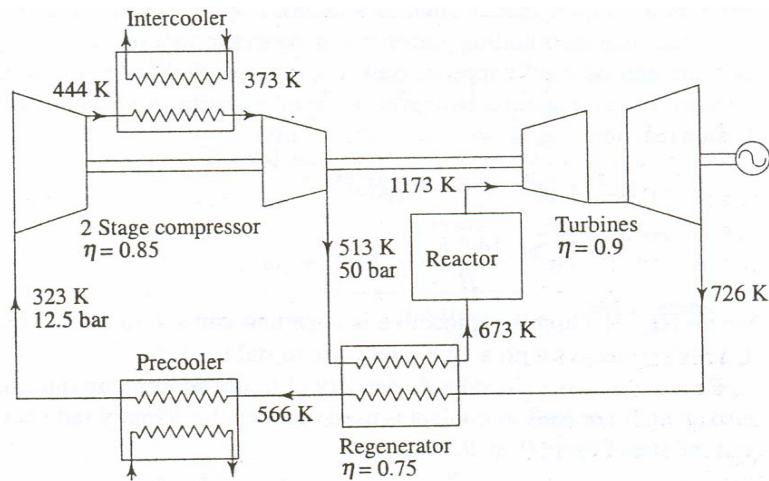 Intercooler
444 K
373 K
1173 K
2 Stage compressor
η = 0.85
Turbines
η = 0.9
513 K
50 bar
Reactor
323 K
12.5 bar
726 K
673 K
Precooler
566 K
Regenerator
η = 0.75